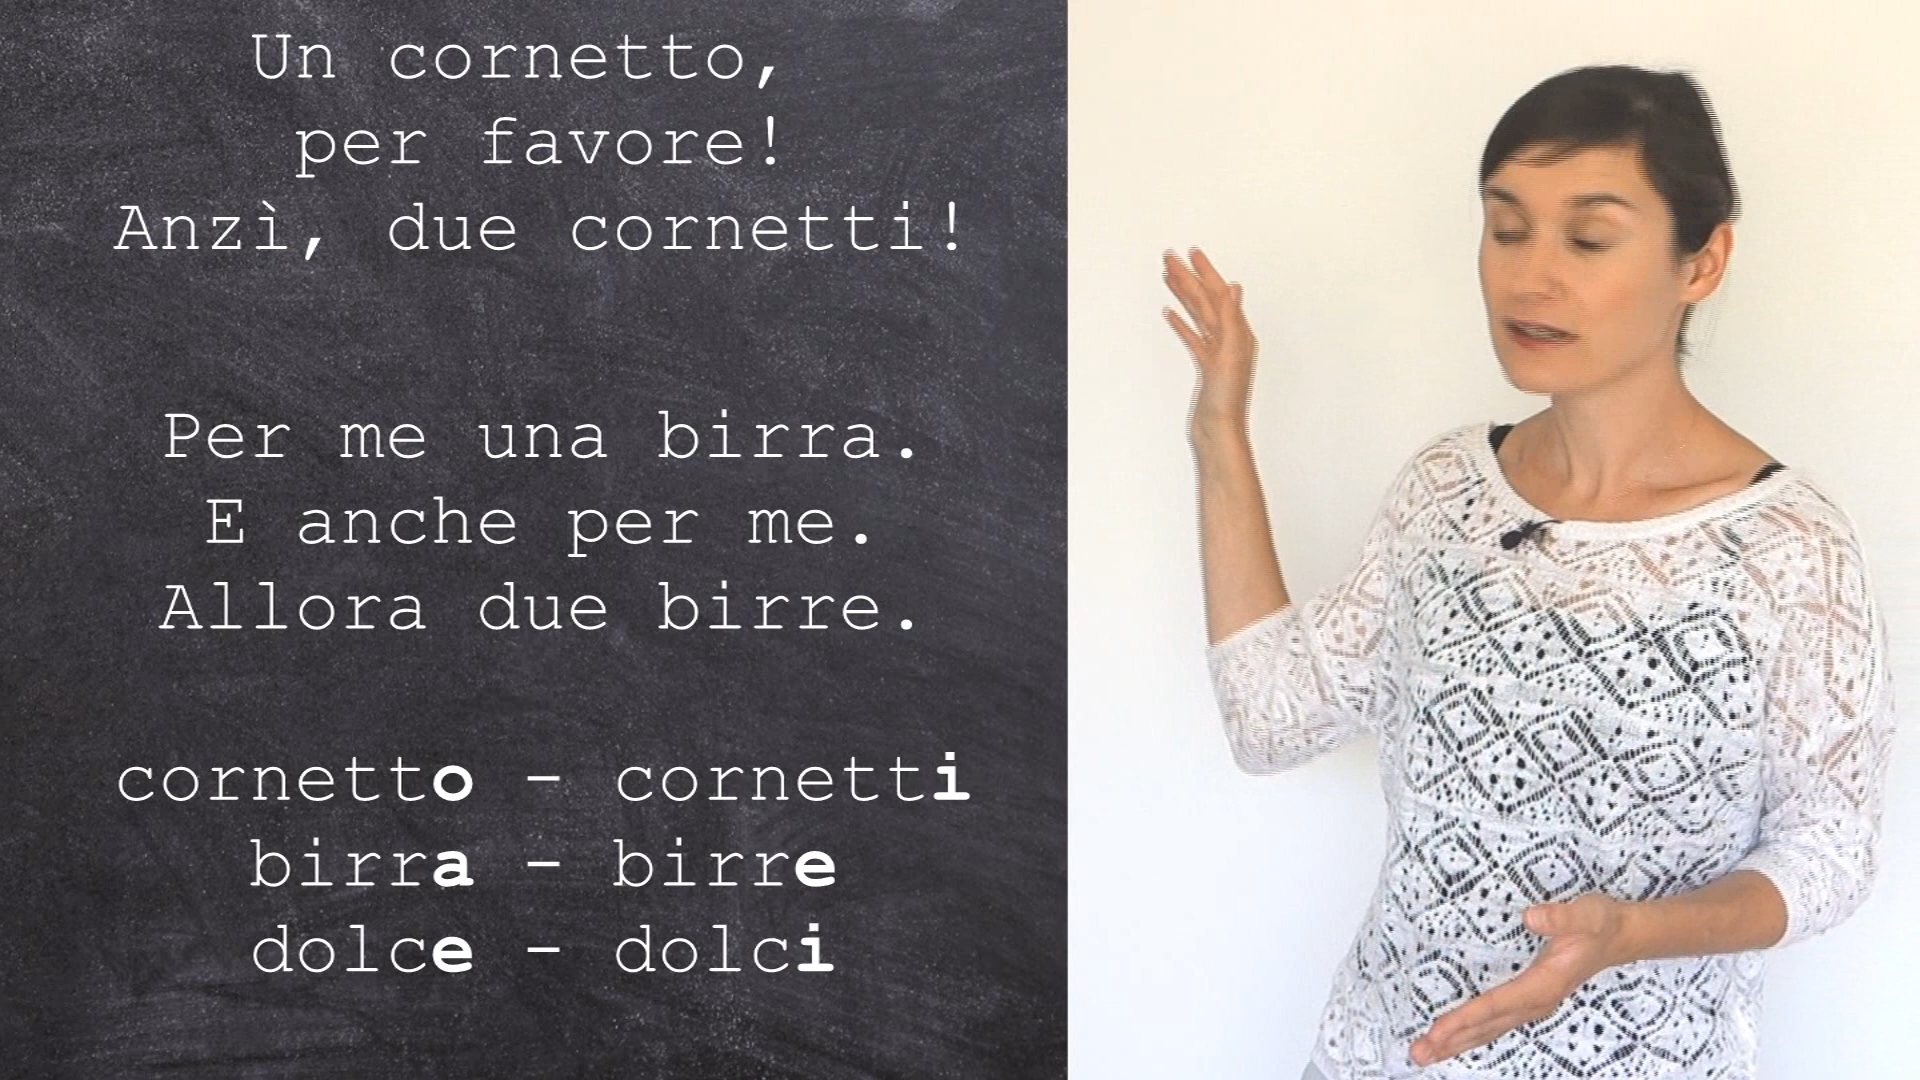 Un cornetto,
per favore!
Anzì, due cornetti!
Per me una birra.
E anche per me.
Allora due birre.
cornetto - cornetti
birra - birre
dolce - dolci